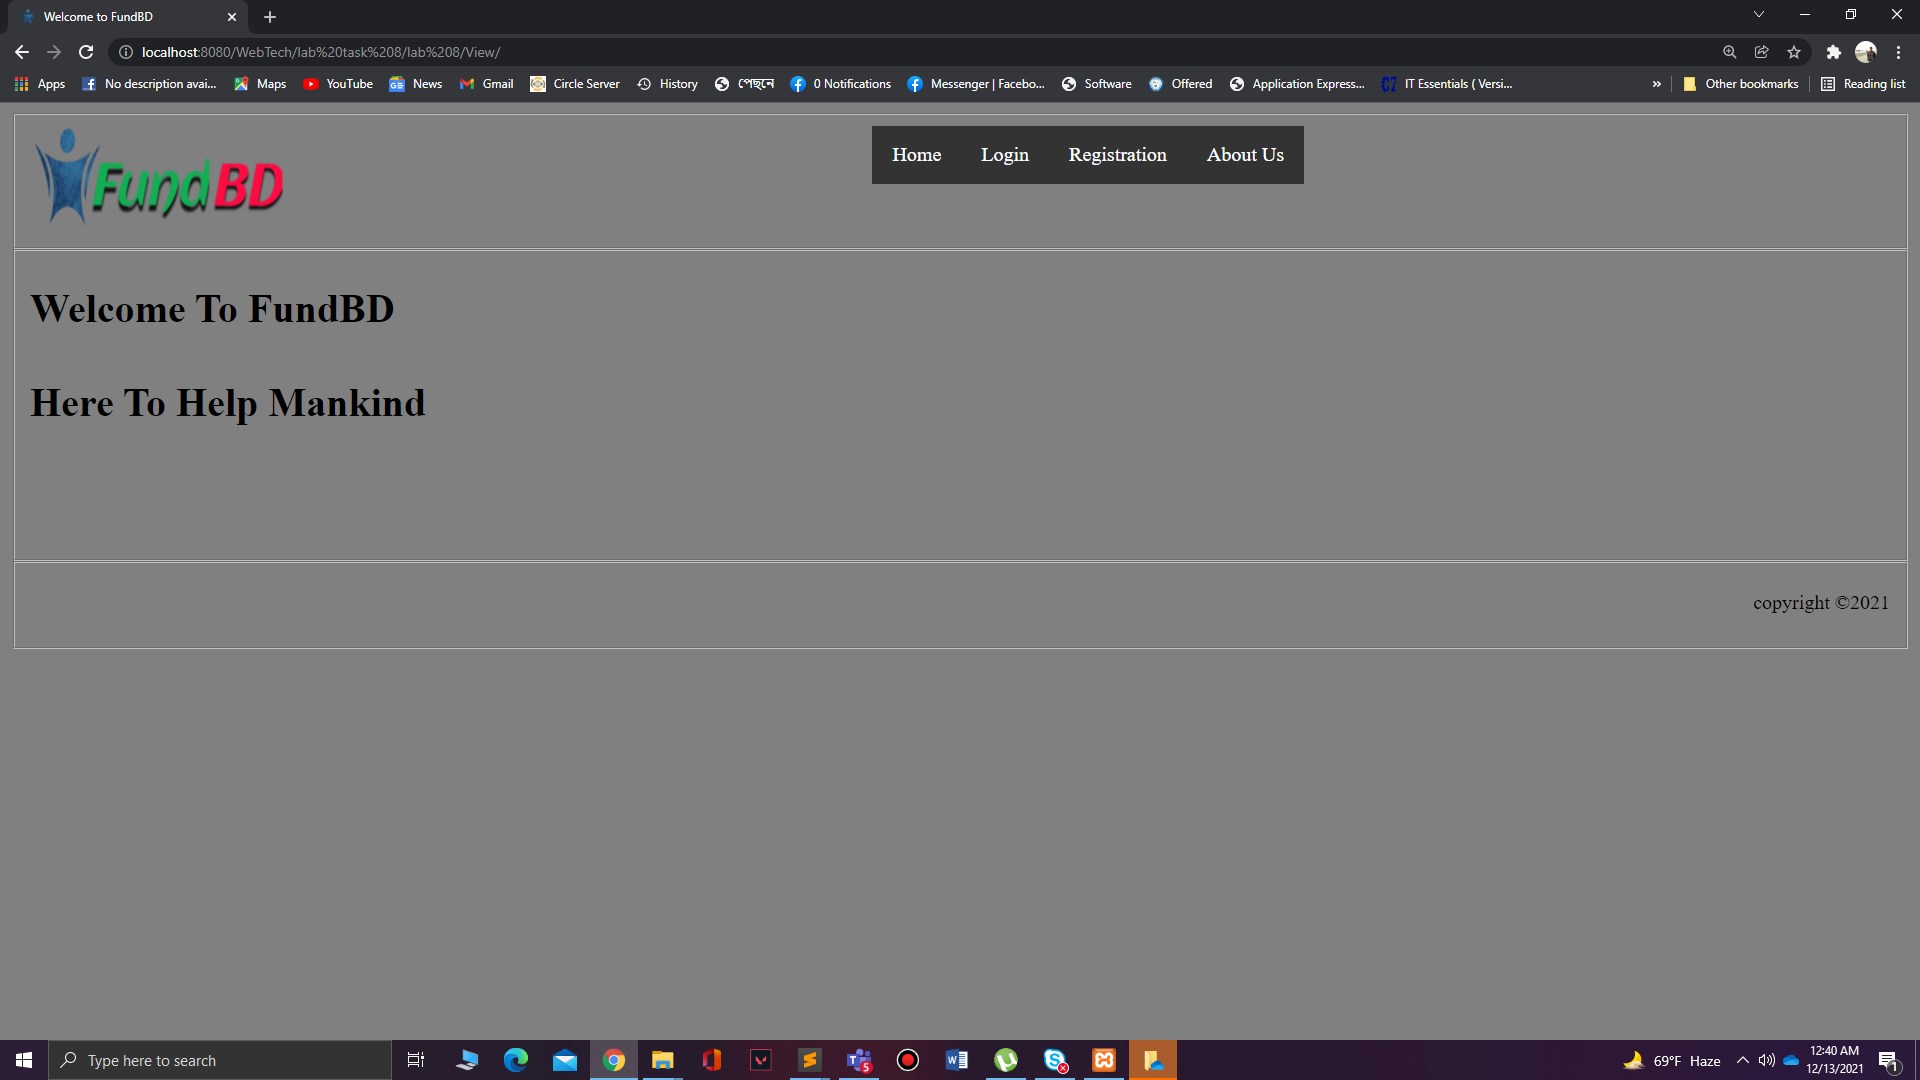 Welcome to FundBD
localhost:8080/WebTech/lab%20task%208/lab%208/View/
Apps No description avai... Maps YouTube News Gmail Circle Server History পেছনে 0 Notifications Messenger | Facebo... Software Offered Application Express... IT Essentials ( Versi... » Other bookmarks Reading list
FundBD
Home Login Registration About Us
Welcome To FundBD
Here To Help Mankind
copyright ©2021
Type here to search
5
69°F Haze
12:40 AM
12/13/2021
1